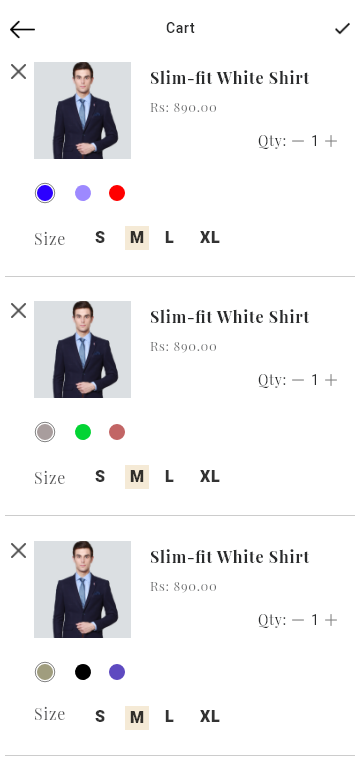 Cart
Slim-fit White Shirt
Rs: 890.00
Qty: — 1 +
Size S M L XL
Slim-fit White Shirt
Rs: 890.00
Qty: — 1 +
Size S M L XL
Slim-fit White Shirt
Rs: 890.00
Qty: — 1 +
Size S M L XL